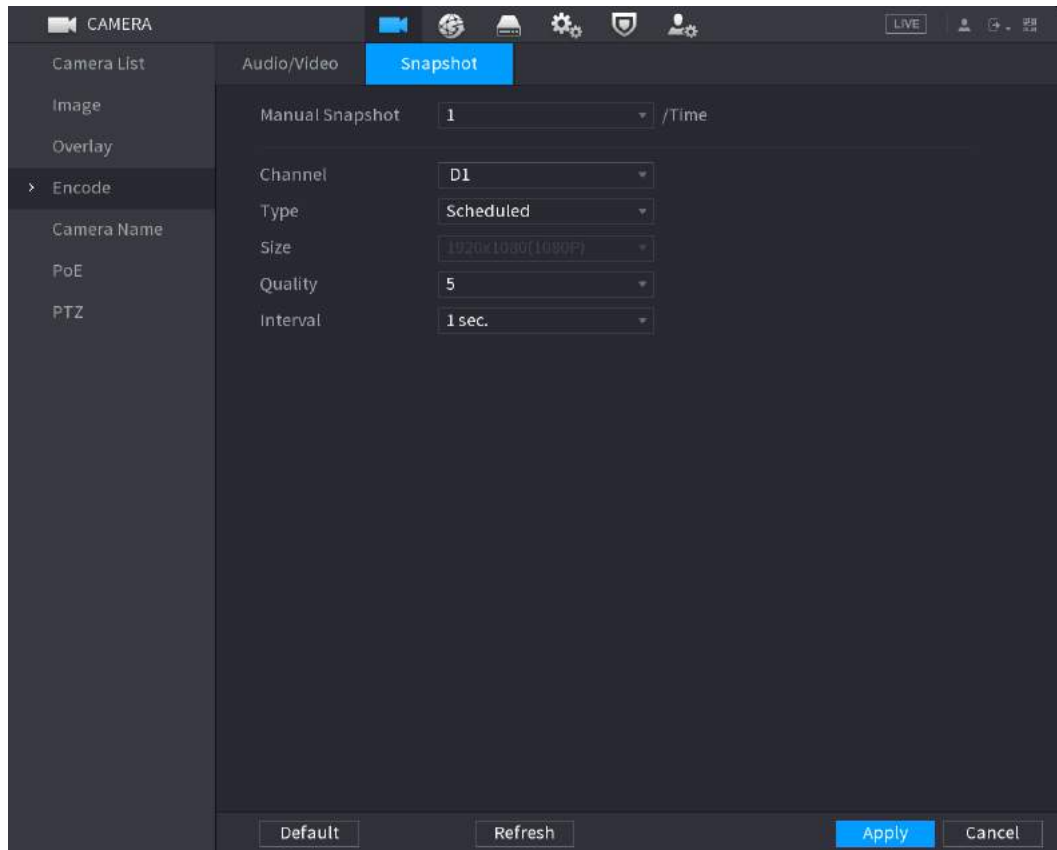 CAMERA LIVE
Camera List
Image
Overlay
Encode
Camera Name
PoE
PTZ
Audio/Video Snapshot
Manual Snapshot 1 /Time
Channel D1
Type Scheduled
Size 1920x1080(1080P)
Quality 5
Interval 1 sec.
Default Refresh Apply Cancel